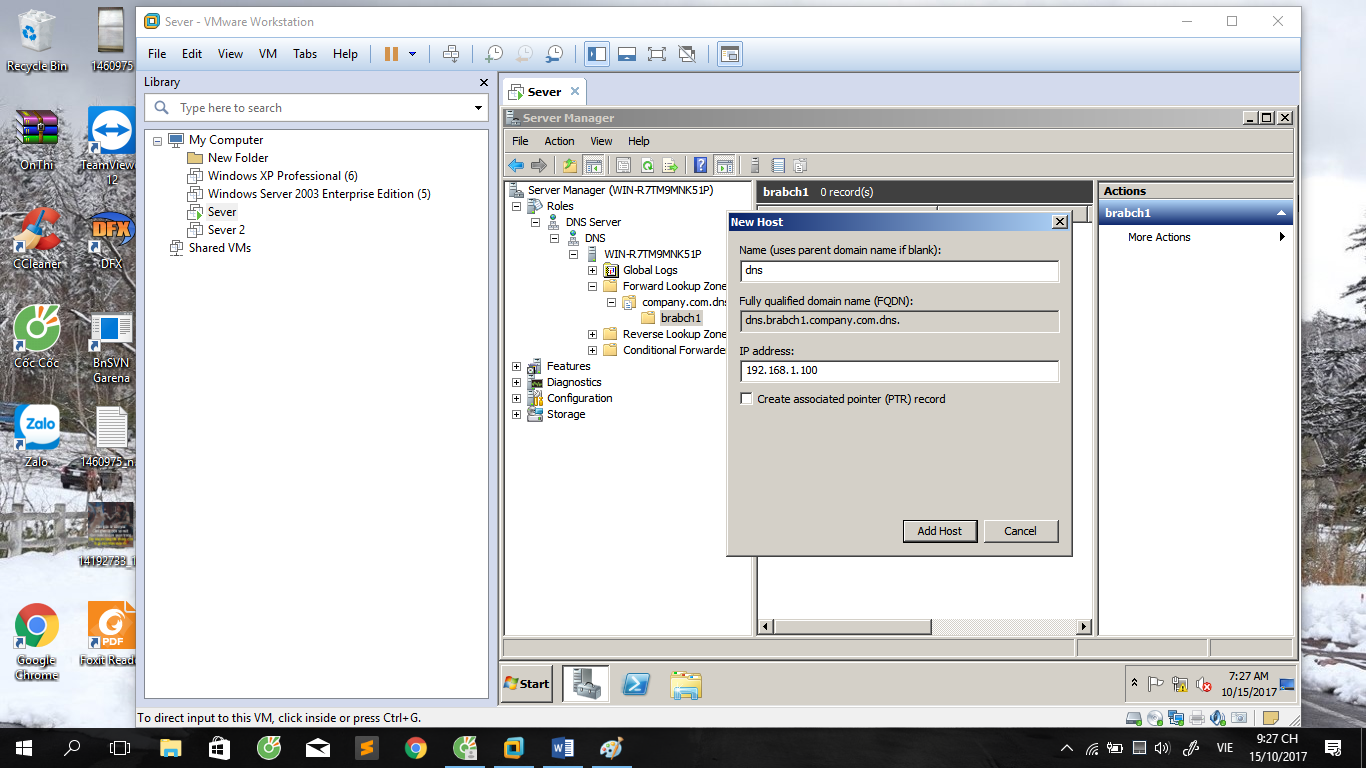 Sever - VMware Workstation
File Edit View VM Tabs Help
Library
Type here to search
My Computer
New Folder
Windows XP Professional (6)
Windows Server 2003 Enterprise Edition (5)
Sever
Sever 2
Shared VMs
Sever
Server Manager
File Action View Help
Server Manager (WIN-R7TM9MNK51P)
Roles
DNS Server
DNS
WIN-R7TM9MNK51P
Global Logs
Forward Lookup Zone
company.com.dns
brabch1
Reverse Lookup Zone
Conditional Forwarde
Features
Diagnostics
Configuration
Storage
brabch1 0 record(s)
New Host
Name (uses parent domain name if blank):
dns
Fully qualified domain name (FQDN):
dns.brabch1.company.com.dns.
IP address:
192.168.1.100
Create associated pointer (PTR) record
Add Host Cancel
Actions
brabch1
More Actions
Start
7:27 AM
10/15/2017
To direct input to this VM, click inside or press Ctrl+G.
Recycle Bin
1460975
OnThi
TeamView
12
CCleaner
DFX
Cốc Cốc
BnSVN
Garena
Zalo
1460975_n
14192733_1
Google
Chrome
PDF
Foxit Reade
VIE
9:27 CH
15/10/2017